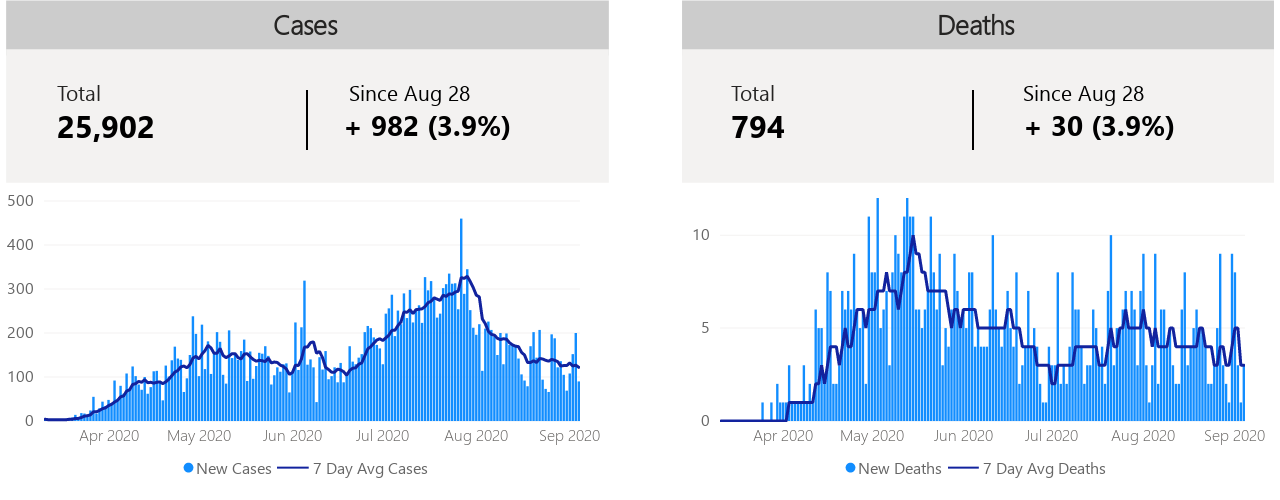 Cases
Total
25,902
Since Aug 28
+ 982 (3.9%)
500
400
300
200
100
0
Apr 2020 May 2020 Jun 2020 Jul 2020 Aug 2020 Sep 2020
New Cases 7 Day Avg Cases
Deaths
Total
794
Since Aug 28
+ 30 (3.9%)
10
5
0
Apr 2020 May 2020 Jun 2020 Jul 2020 Aug 2020 Sep 2020
New Deaths 7 Day Avg Deaths